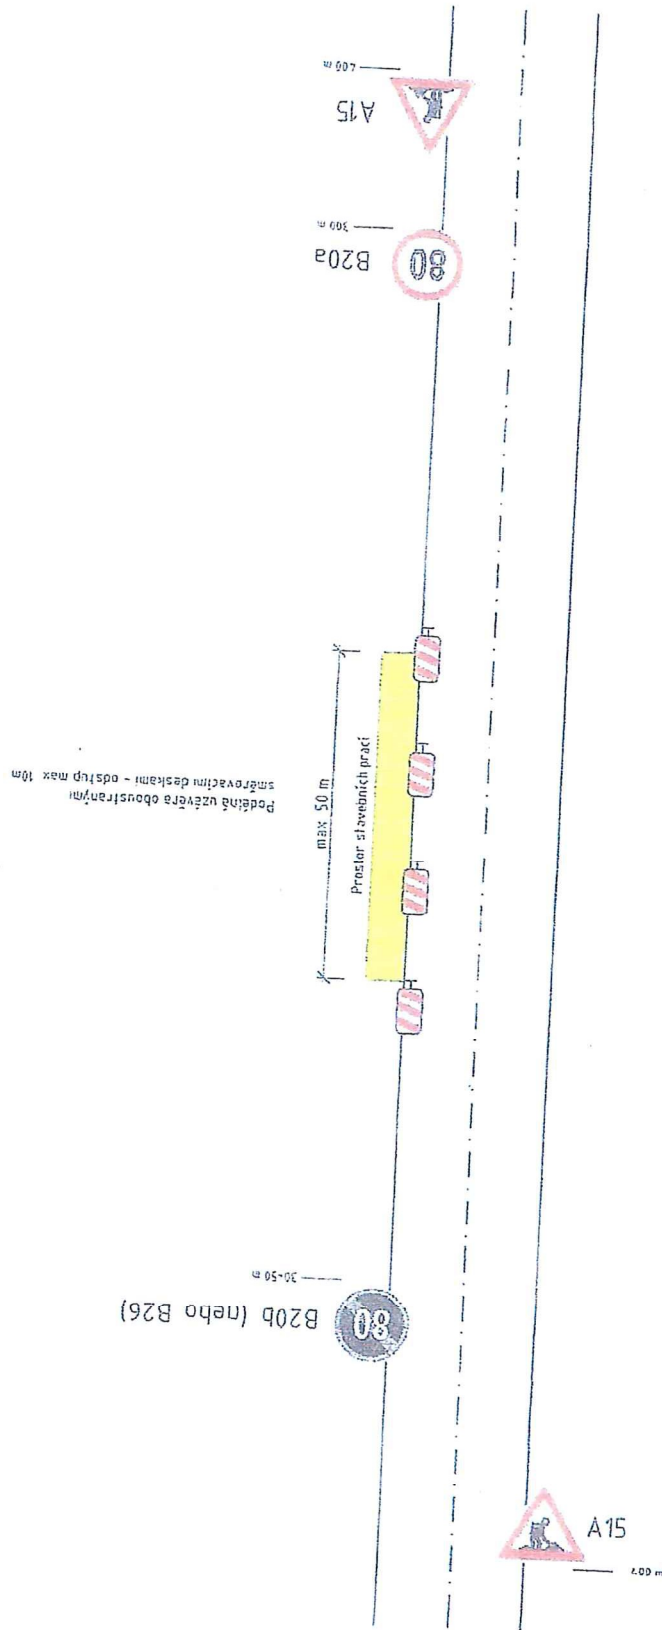 400 m
A15
300 m
B20a
80
Podélná uzávěra oboustranými
směrovacími deskami - odstup max 10m
max 50 m
Prostor stavebních prací
30-50 m
B20b (nebo B26)
80
A15
400 m